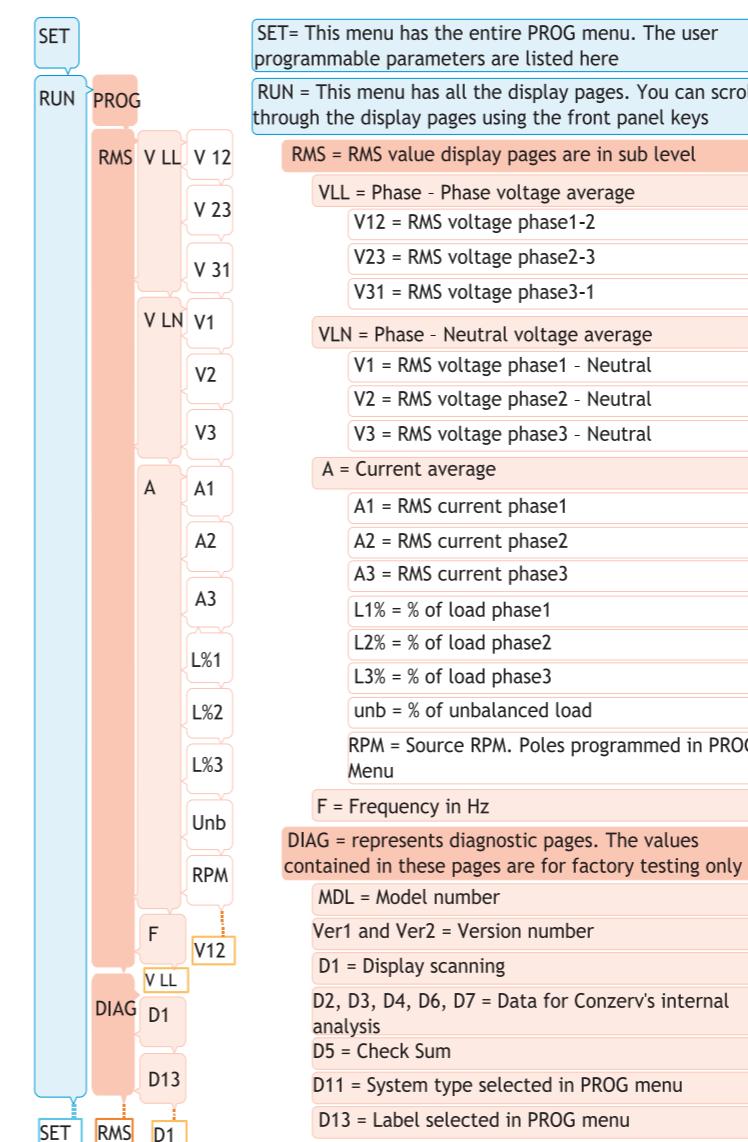 SET
RUN
PROG
RMS
V LL
V 12
V 23
V 31
V LN
V1
V2
V3
A
A1
A2
A3
L%1
L%2
L%3
Unb
RPM
F
V12
V LL
DIAG
D1
D13
SET
RMS
D1
SET= This menu has the entire PROG menu. The user
programmable parameters are listed here
RUN = This menu has all the display pages. You can scrol
through the display pages using the front panel keys
RMS = RMS value display pages are in sub level
VLL = Phase - Phase voltage average
V12 = RMS voltage phase1-2
V23 = RMS voltage phase2-3
V31 = RMS voltage phase3-1
VLN = Phase - Neutral voltage average
V1 = RMS voltage phase1 - Neutral
V2 = RMS voltage phase2 - Neutral
V3 = RMS voltage phase3 - Neutral
A = Current average
A1 = RMS current phase1
A2 = RMS current phase2
A3 = RMS current phase3
L1% = % of load phase1
L2% = % of load phase2
L3% = % of load phase3
unb = % of unbalanced load
RPM = Source RPM. Poles programmed in PROG
Menu
F = Frequency in Hz
DIAG = represents diagnostic pages. The values
contained in these pages are for factory testing only
MDL = Model number
Ver1 and Ver2 = Version number
D1 = Display scanning
D2, D3, D4, D6, D7 = Data for Conzerv's internal
analysis
D5 = Check Sum
D11 = System type selected in PROG menu
D13 = Label selected in PROG menu